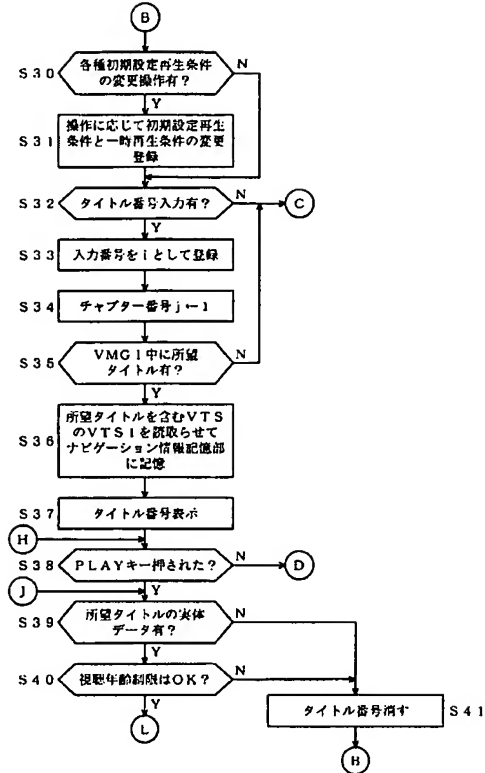 B
S30
各種初期設定再生条件
の変更操作有?
N
Y
S31
操作に応じて初期設定再生
条件と一時再生条件の変更
登録
S32
タイトル番号入力有?
N
C
Y
S33
入力番号をiとして登録
S34
チャプター番号j←1
S35
VMGI中に所望
タイトル有?
N
Y
S36
所望タイトルを含むVTS
のVTSIを読取らせて
ナビゲーション情報記憶部
に記憶
S37
タイトル番号表示
H
S38
PLAYキー押された?
N
D
J
Y
S39
所望タイトルの実体
データ有?
N
Y
S40
視聴年齢制限はOK?
N
Y
L
タイトル番号消す
S41
B